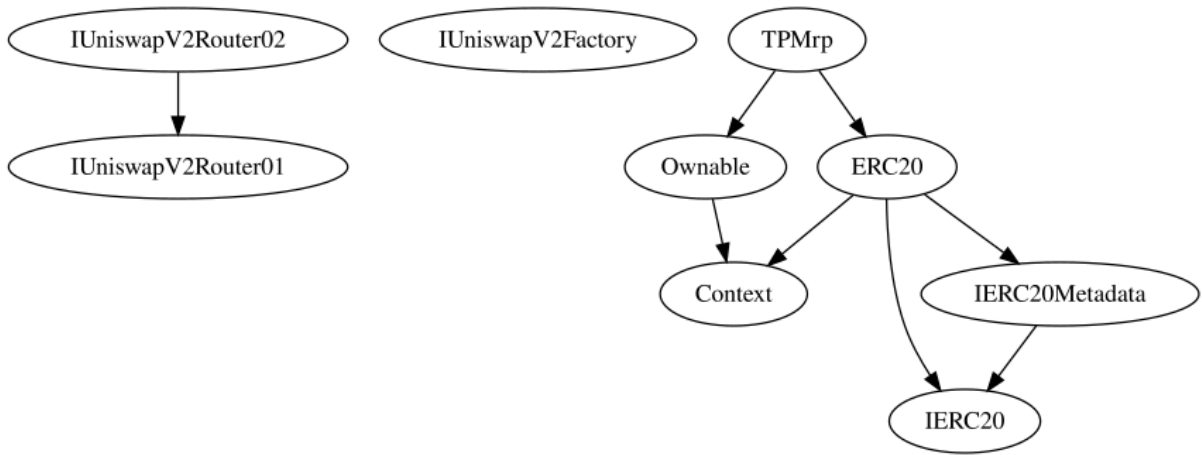 IUniswapV2Router02
IUniswapV2Factory
TPMrp
IUniswapV2Router01
Ownable
ERC20
Context
IERC20Metadata
IERC20